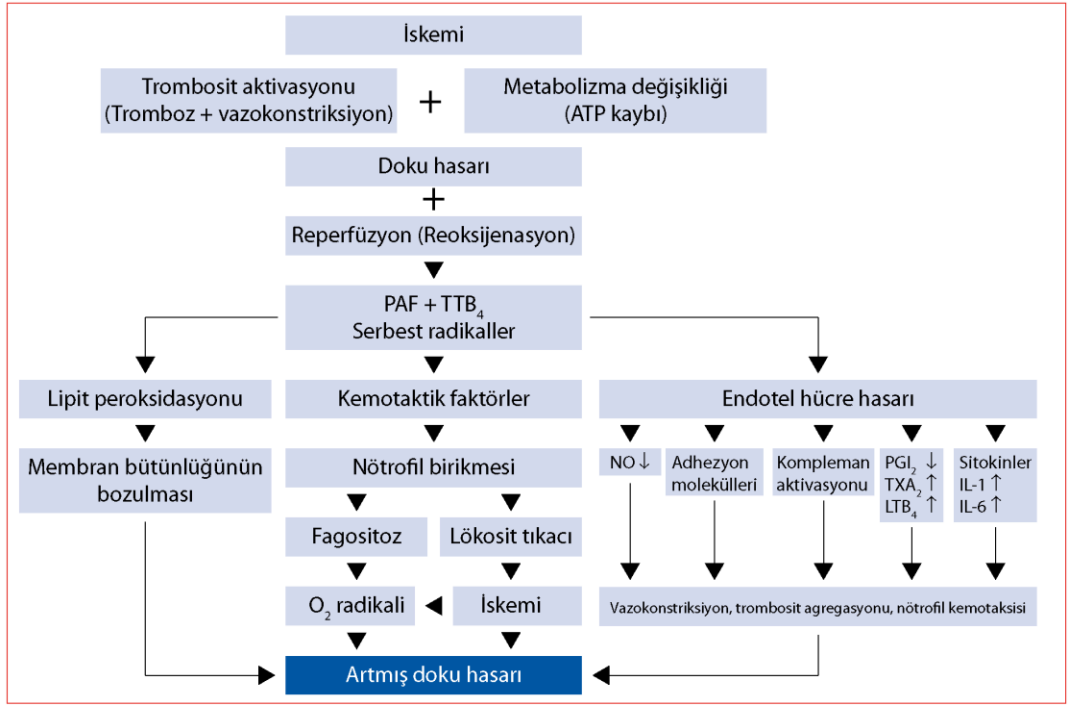 İskemi
Trombosit aktivasyonu
(Tromboz + vazokonstriksiyon)
+
Metabolizma değişikliği
(ATP kaybı)
Doku hasarı
+
Reperfüzyon (Reoksijenasyon)
PAF + TTB₄
Serbest radikaller
Lipit peroksidasyonu
Kemotaktik faktörler
Endotel hücre hasarı
Membran bütünlüğünün
bozulması
Nötrofil birikmesi
NO ↓
Adhezyon
molekülleri
Kompleman
aktivasyonu
PGI₂ ↓
TXA₂ ↑
LTB₄ ↑
Sitokinler
IL-1 ↑
IL-6 ↑
Fagositoz
Lökosit tıkacı
O₂ radikali
İskemi
Vazokonstriksiyon, trombosit agregasyonu, nötrofil kemotaksisi
Artmış doku hasarı